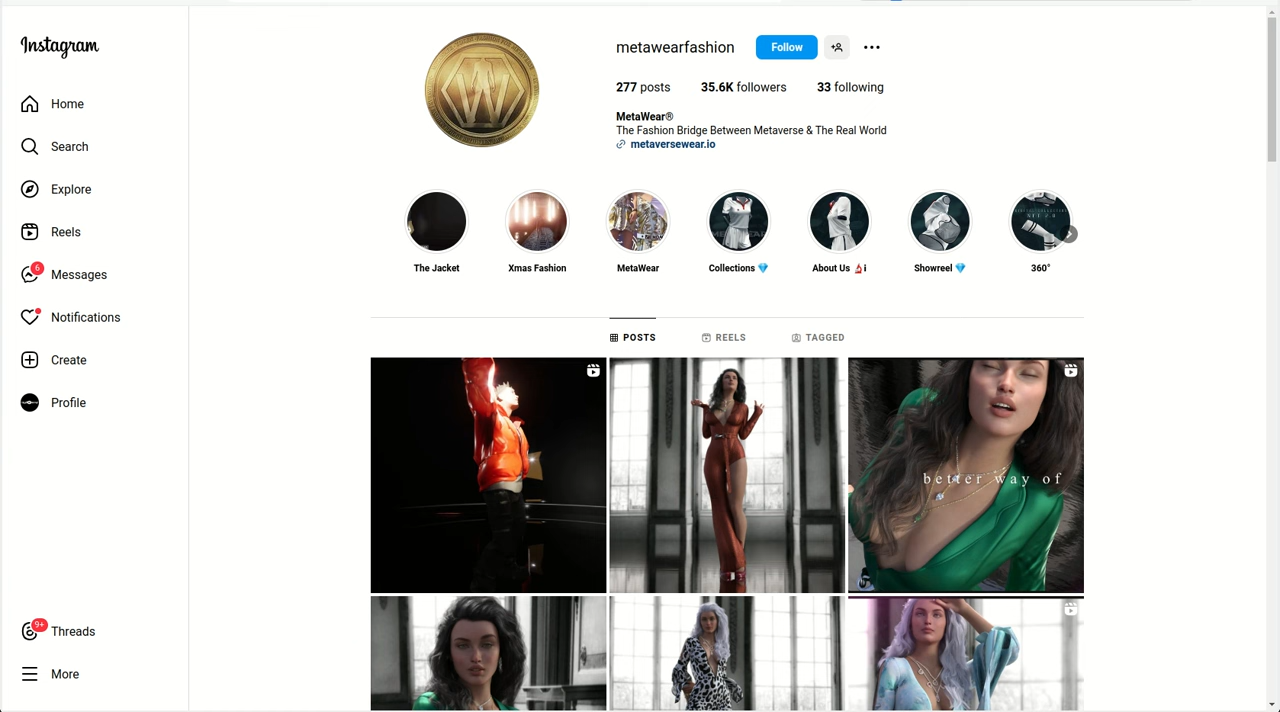 Instagram
Home
Search
Explore
Reels
6
Messages
Notifications
Create
Profile
9+
Threads
More
metawearfashion
Follow
277 posts 35.6K followers 33 following
MetaWear®
The Fashion Bridge Between Metaverse & The Real World
metaversewear.io
W
The Jacket
Xmas Fashion
MetaWear
Collections 💎
About Us
Showreel 💎
360°
POSTS REELS TAGGED
better way of